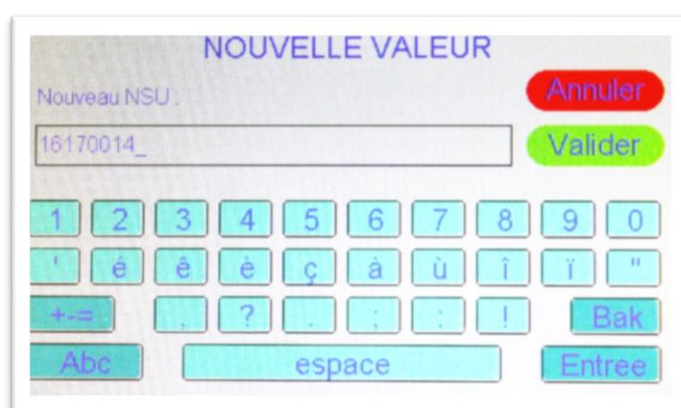 NOUVELLE VALEUR
Annuler
Nouveau NSU :
16170014_
Valider
1 2 3 4 5 6 7 8 9 0
' é ê è ç à ù î ï "
+-= , ? . ; : ! Bak
Abc espace Entree